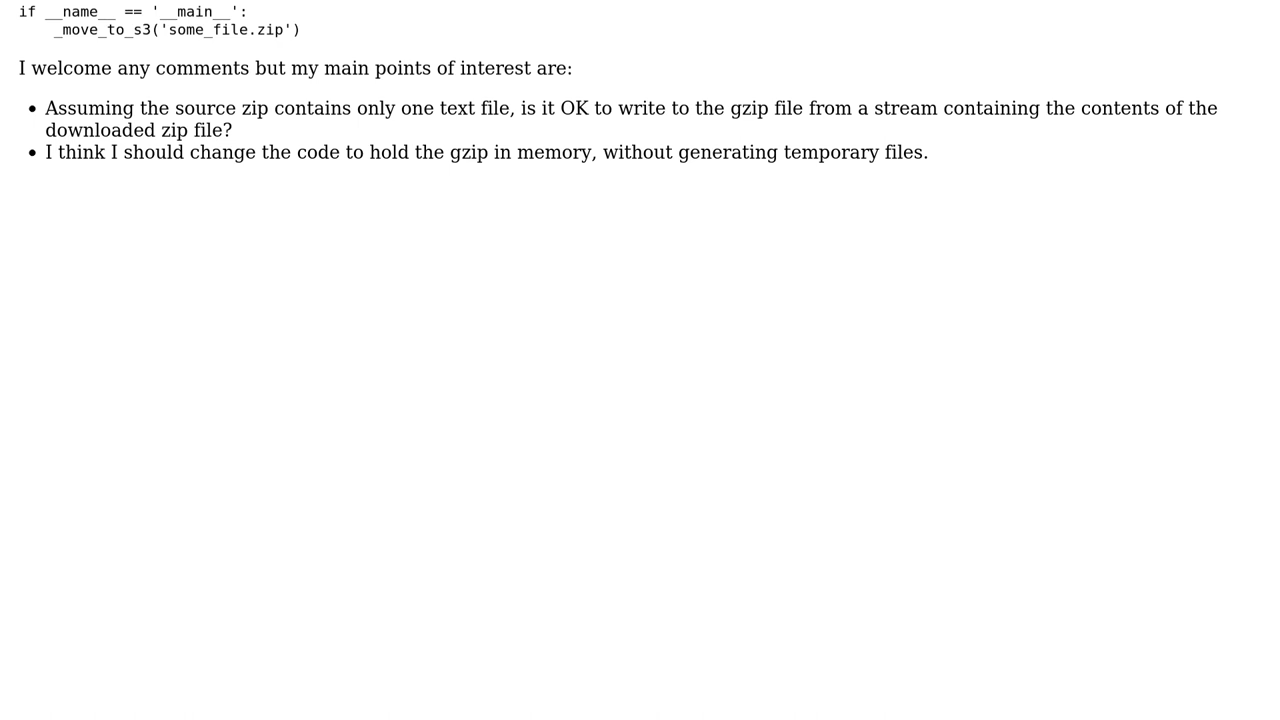 if __name__ == '__main__':
    _move_to_s3('some_file.zip')
I welcome any comments but my main points of interest are:
• Assuming the source zip contains only one text file, is it OK to write to the gzip file from a stream containing the contents of the
downloaded zip file?
• I think I should change the code to hold the gzip in memory, without generating temporary files.